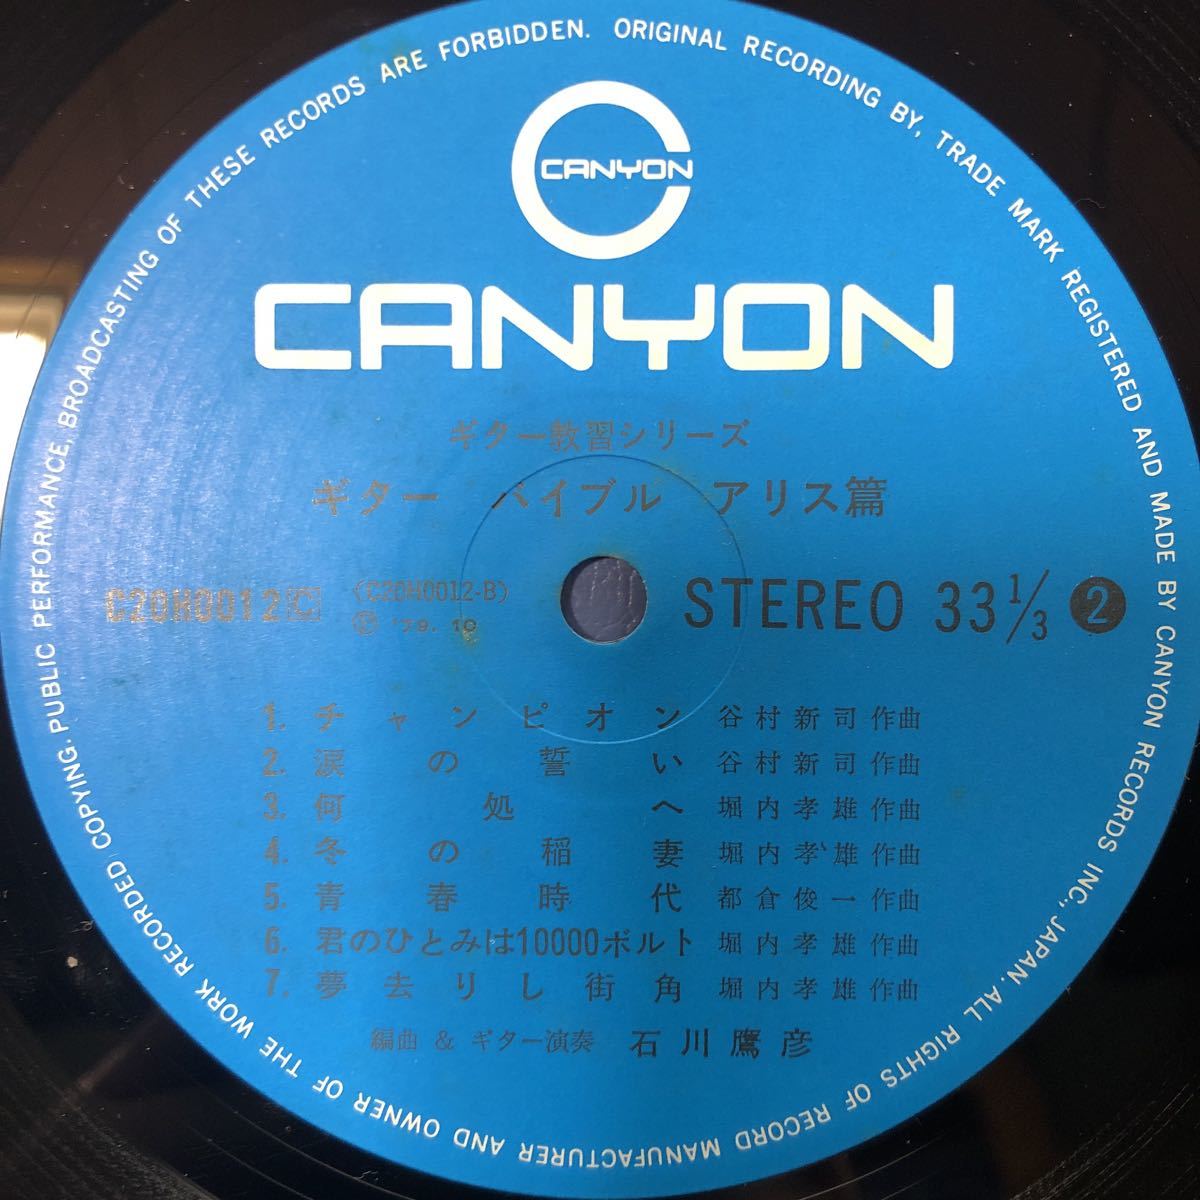 CANYON
CANYON
ギター教習シリーズ
ギター バイブル アリス篇
C20H0012 C (C20H0012-B)
Ⓟ '79. 10
STEREO 33 1/3 2
1. チャンピオン 谷村新司作曲
2. 涙の誓い 谷村新司作曲
3. 何処へ 堀内孝雄作曲
4. 冬の稲妻 堀内孝雄作曲
5. 青春時代 都倉俊一作曲
6. 君のひとみは10000ボルト 堀内孝雄作曲
7. 夢去りし街角 堀内孝雄作曲
編曲 & ギター演奏 石川鷹彦
ORIGINAL RECORDING BY, TRADE MARK REGISTERED AND MADE BY CANYON RECORDS INC., JAPAN. ALL RIGHTS OF RECORD MANUFACTURER AND OWNER OF THE WORK RECORDED COPYING. PUBLIC PERFORMANCE, BROADCASTING OF THESE RECORDS ARE FORBIDDEN.